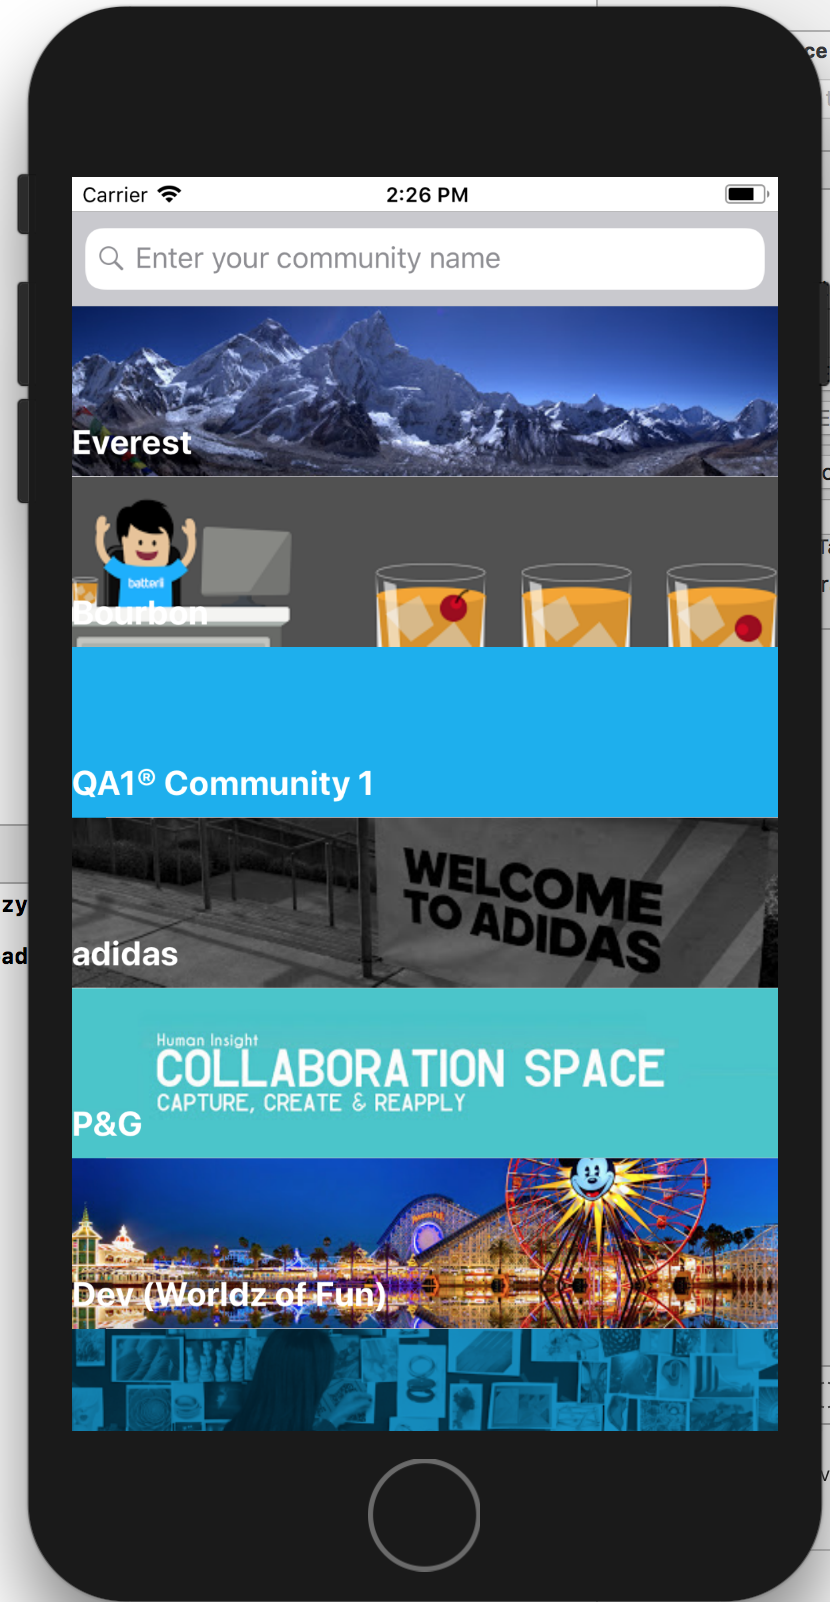 ce
Carrier 2:26 PM
Enter your community name
Everest
batterii
Bourbon
QA1® Community 1
WELCOME
TO ADIDAS
adidas
zy
ad
Human Insight
COLLABORATION SPACE
CAPTURE, CREATE & REAPPLY
P&G
Dev (Worldz of Fun)